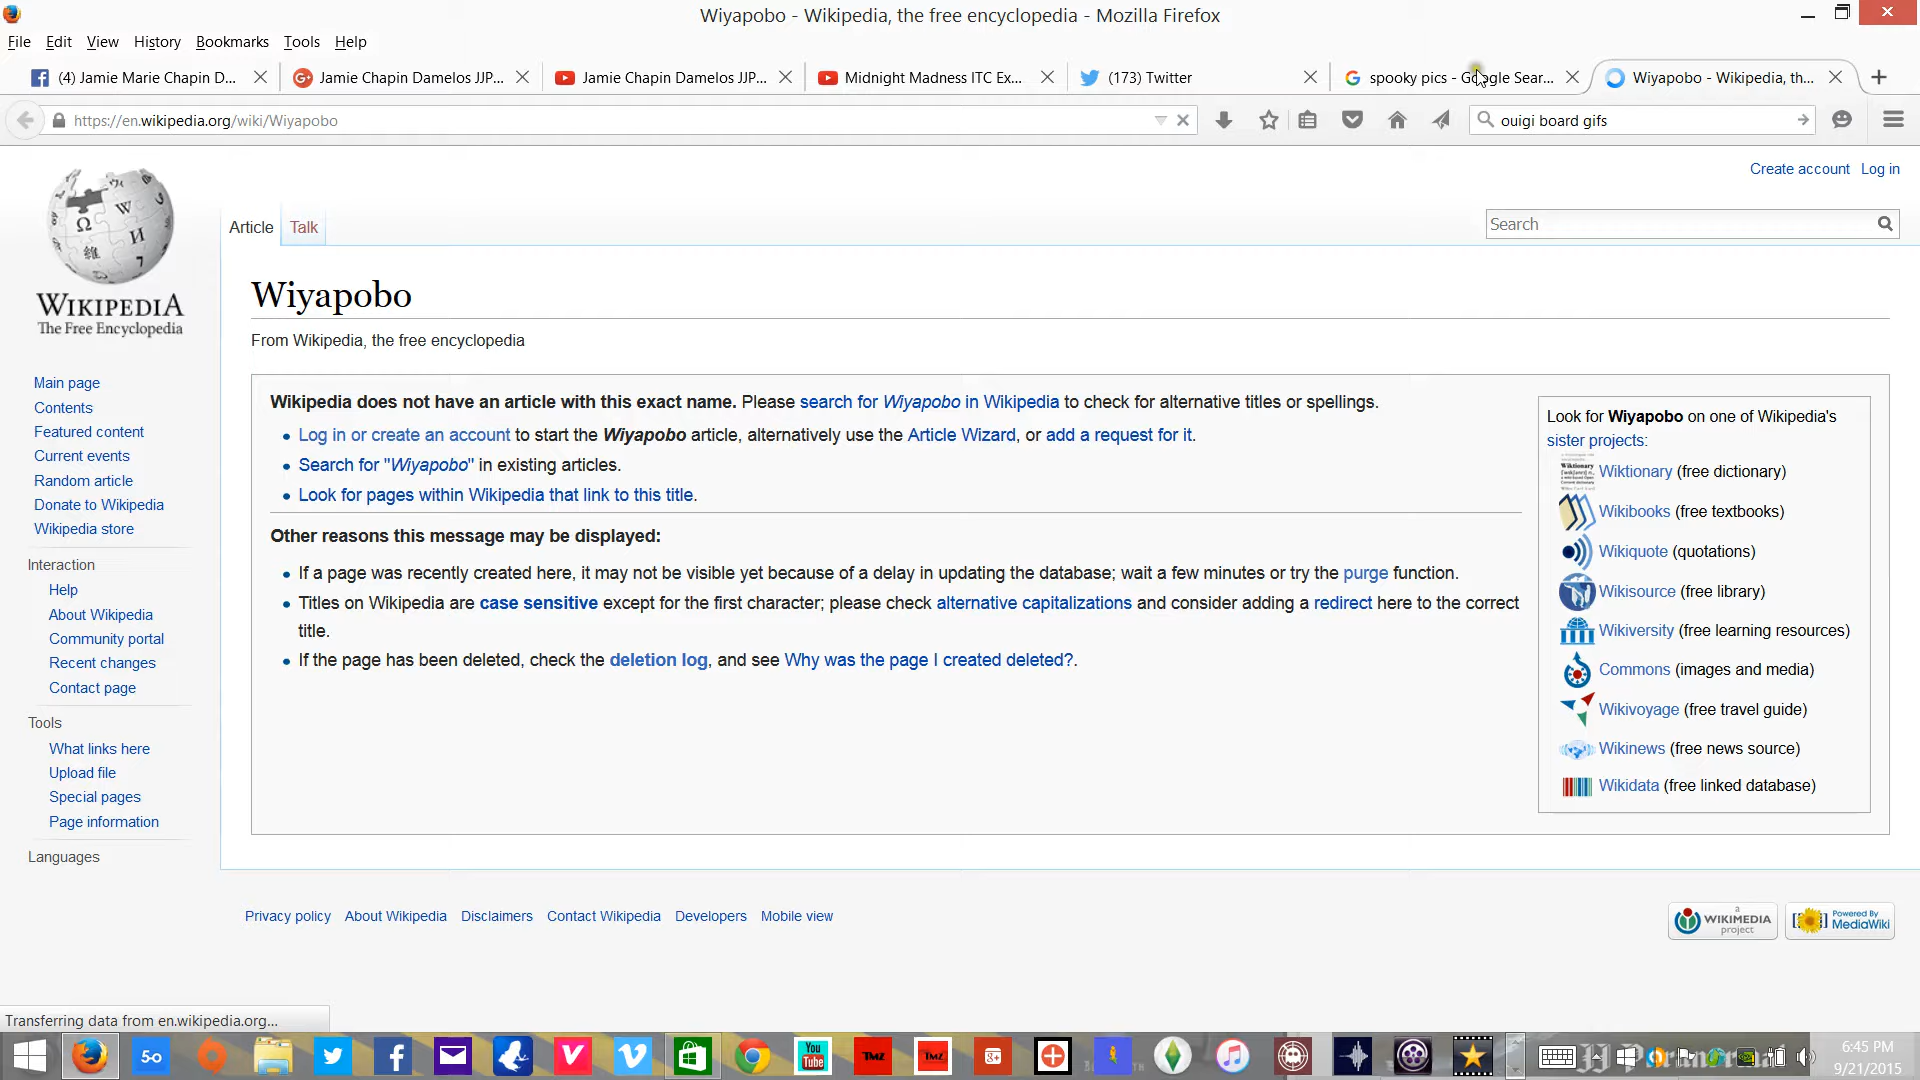 Wiyapobo - Wikipedia, the free encyclopedia - Mozilla Firefox
File Edit View History Bookmarks Tools Help
(4) Jamie Marie Chapin D...
Jamie Chapin Damelos JJP...
Jamie Chapin Damelos JJP...
Midnight Madness ITC Ex...
(173) Twitter
spooky pics - Google Sear...
Wiyapobo - Wikipedia, th...
https://en.wikipedia.org/wiki/Wiyapobo
ouigi board gifs
Create account Log in
Article Talk
Search
WIKIPEDIA
The Free Encyclopedia
Main page
Contents
Featured content
Current events
Random article
Donate to Wikipedia
Wikipedia store
Interaction
Help
About Wikipedia
Community portal
Recent changes
Contact page
Tools
What links here
Upload file
Special pages
Page information
Languages
Wiyapobo
From Wikipedia, the free encyclopedia
Wikipedia does not have an article with this exact name. Please search for Wiyapobo in Wikipedia to check for alternative titles or spellings.
Log in or create an account to start the Wiyapobo article, alternatively use the Article Wizard, or add a request for it.
Search for "Wiyapobo" in existing articles.
Look for pages within Wikipedia that link to this title.
Other reasons this message may be displayed:
If a page was recently created here, it may not be visible yet because of a delay in updating the database; wait a few minutes or try the purge function.
Titles on Wikipedia are case sensitive except for the first character; please check alternative capitalizations and consider adding a redirect here to the correct
title.
If the page has been deleted, check the deletion log, and see Why was the page I created deleted?.
Look for Wiyapobo on one of Wikipedia's
sister projects:
Wiktionary (free dictionary)
Wikibooks (free textbooks)
Wikiquote (quotations)
Wikisource (free library)
Wikiversity (free learning resources)
Commons (images and media)
Wikivoyage (free travel guide)
Wikinews (free news source)
Wikidata (free linked database)
Privacy policy About Wikipedia Disclaimers Contact Wikipedia Developers Mobile view
a
WIKIMEDIA
project
Powered By
MediaWiki
Transferring data from en.wikipedia.org...
5-0
You
Tube
TMZ
TMZ
6:45 PM
9/21/2015